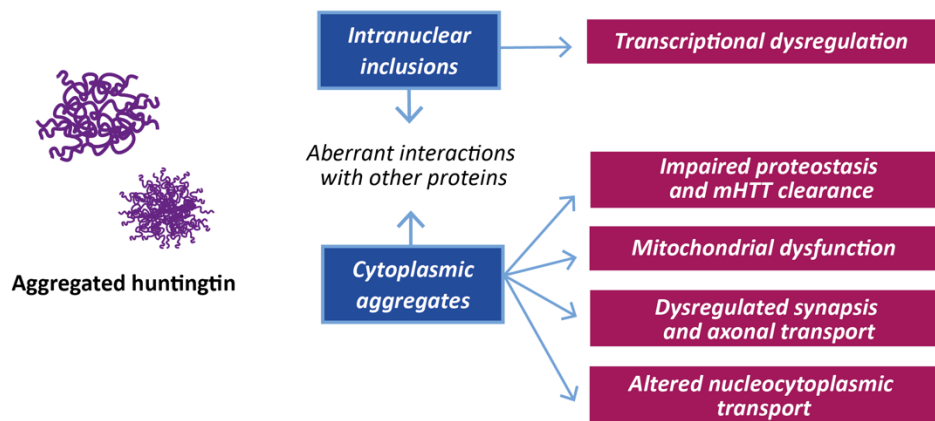 Intranuclear
inclusions
Transcriptional dysregulation
Aberrant interactions
with other proteins
Impaired proteostasis
and mHTT clearance
Mitochondrial dysfunction
Aggregated huntingtin
Cytoplasmic
aggregates
Dysregulated synapsis
and axonal transport
Altered nucleocytoplasmic
transport